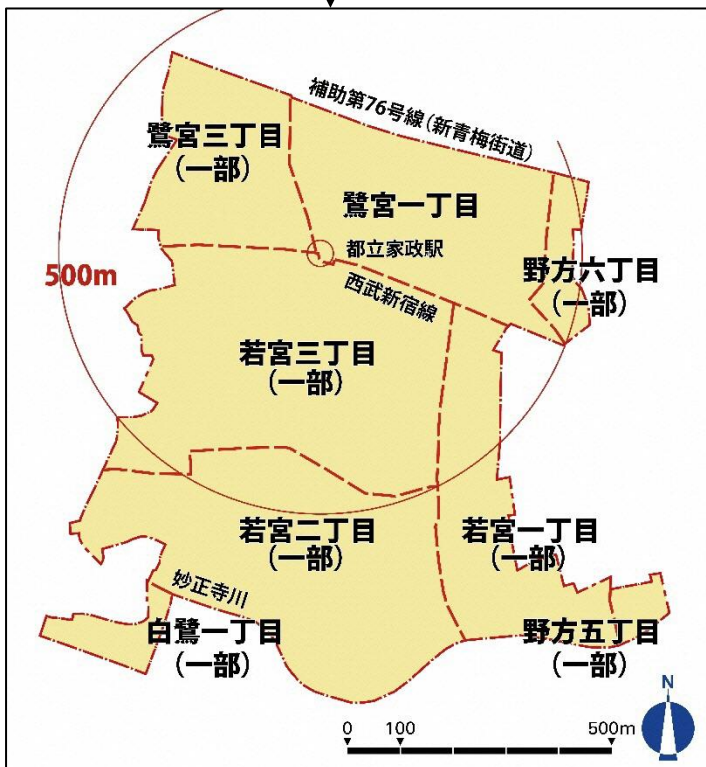 補助第76号線(新青梅街道)
鷺宮三丁目
(一部)
鷺宮一丁目
都立家政駅
500m
西武新宿線
野方六丁目
(一部)
若宮三丁目
(一部)
若宮二丁目
(一部)
若宮一丁目
(一部)
妙正寺川
白鷺一丁目
(一部)
野方五丁目
(一部)
N
0 100 500m